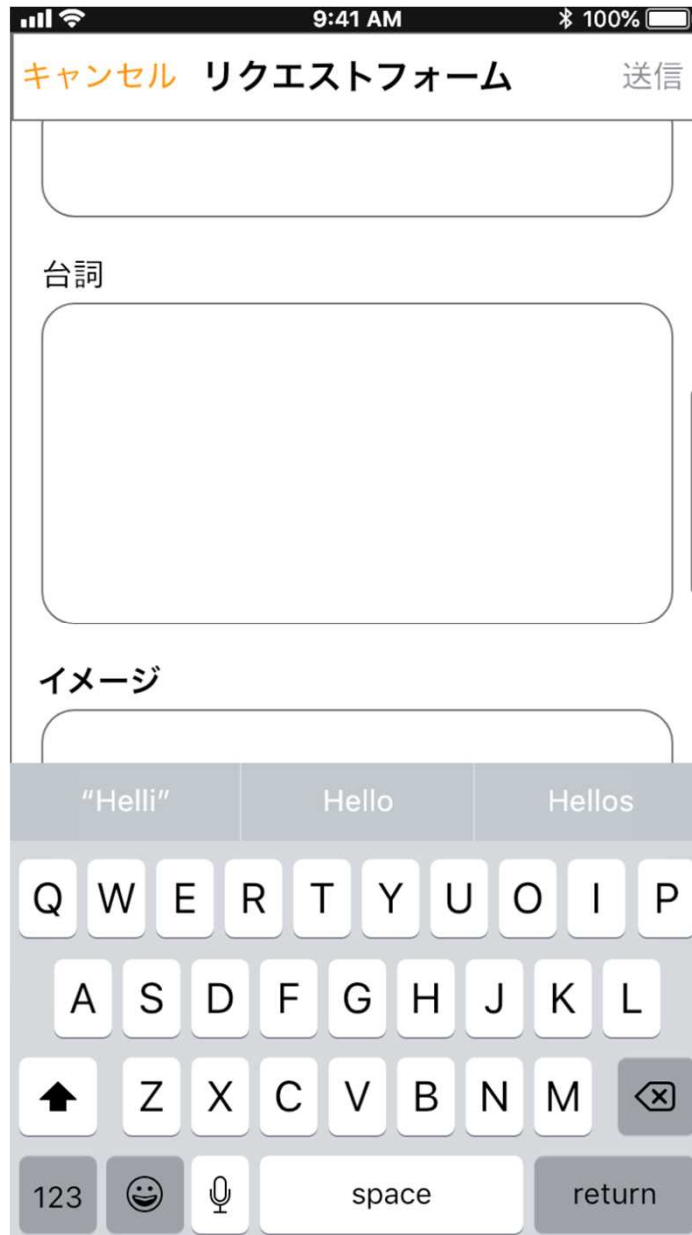 9:41 AM 100%
キャンセル リクエストフォーム 送信
台詞
イメージ
“Helli” Hello Hellos
Q W E R T Y U O I P
A S D F G H J K L
Z X C V B N M
123 space return